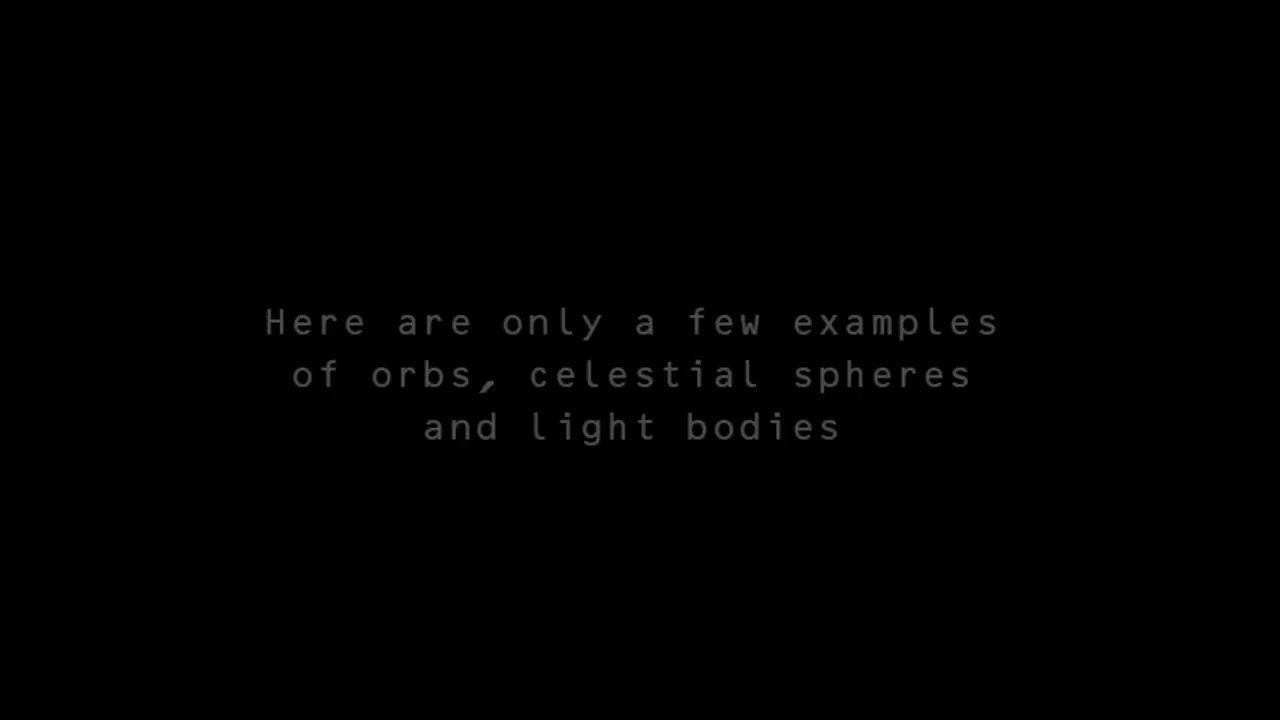 Here are only a few examples
of orbs, celestial spheres
and light bodies